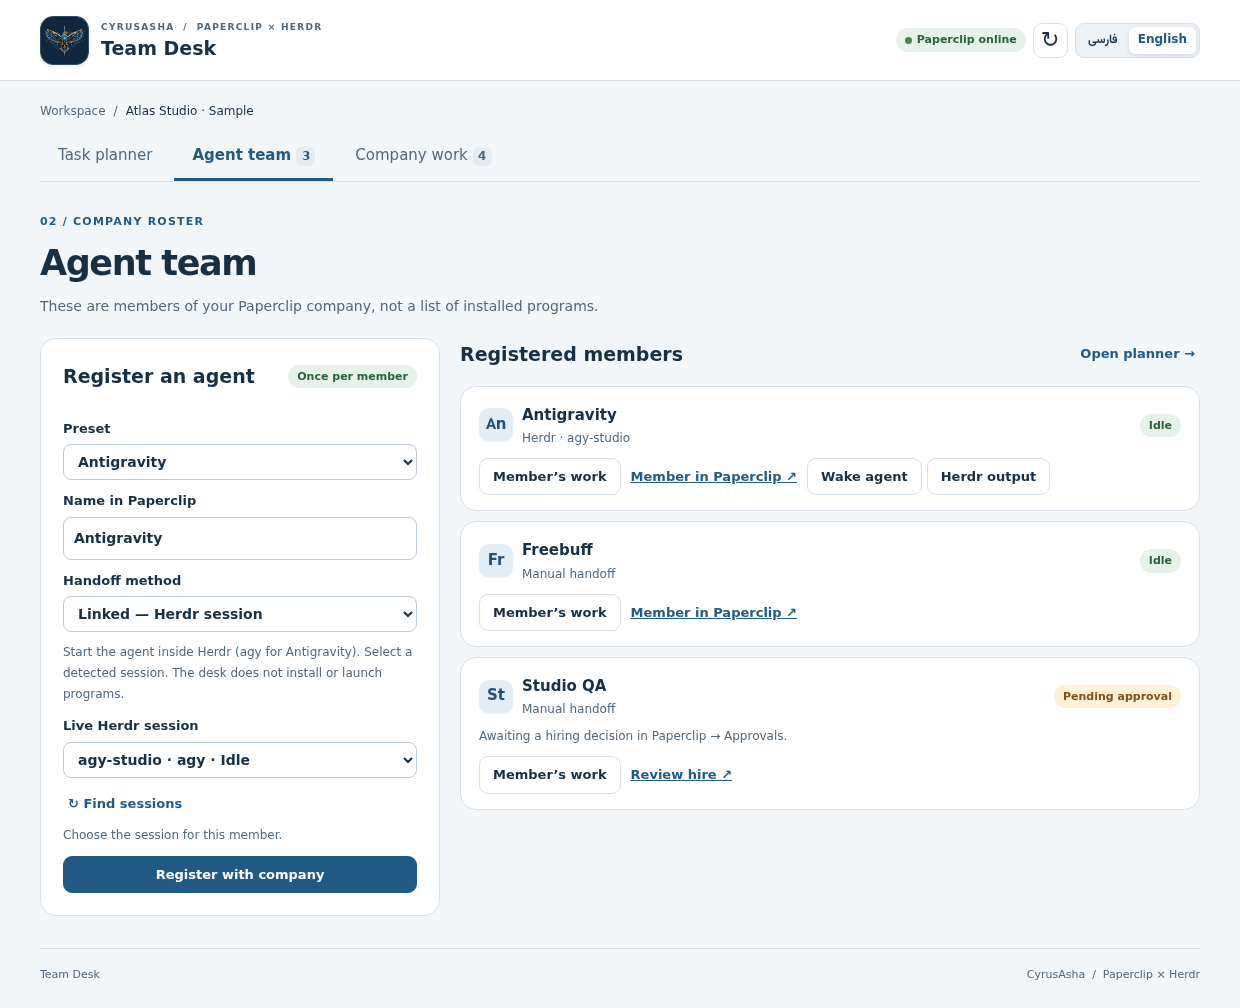 CYRUSASHA / PAPERCLIP × HERDR
Team Desk
Paperclip online
↻
فارسی
English
Workspace / Atlas Studio · Sample
Task planner
Agent team 3
Company work 4
02 / COMPANY ROSTER
Agent team
These are members of your Paperclip company, not a list of installed programs.
Register an agent
Once per member
Preset
Antigravity
Name in Paperclip
Antigravity
Handoff method
Linked — Herdr session
Start the agent inside Herdr (agy for Antigravity). Select a
detected session. The desk does not install or launch
programs.
Live Herdr session
agy-studio · agy · Idle
↻ Find sessions
Choose the session for this member.
Register with company
Registered members
Open planner →
An
Antigravity
Herdr · agy-studio
Idle
Member’s work
Member in Paperclip ↗
Wake agent
Herdr output
Fr
Freebuff
Manual handoff
Idle
Member’s work
Member in Paperclip ↗
St
Studio QA
Manual handoff
Pending approval
Awaiting a hiring decision in Paperclip → Approvals.
Member’s work
Review hire ↗
Team Desk
CyrusAsha / Paperclip × Herdr